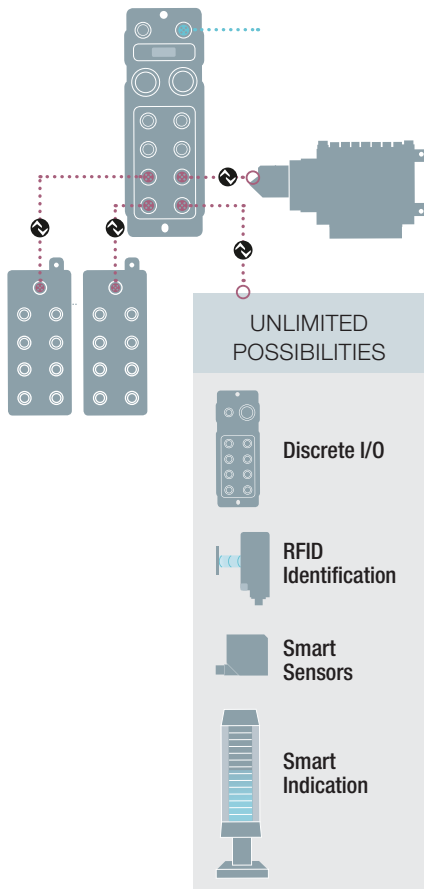 UNLIMITED
POSSIBILITIES
Discrete I/O
RFID
Identification
Smart
Sensors
Smart
Indication